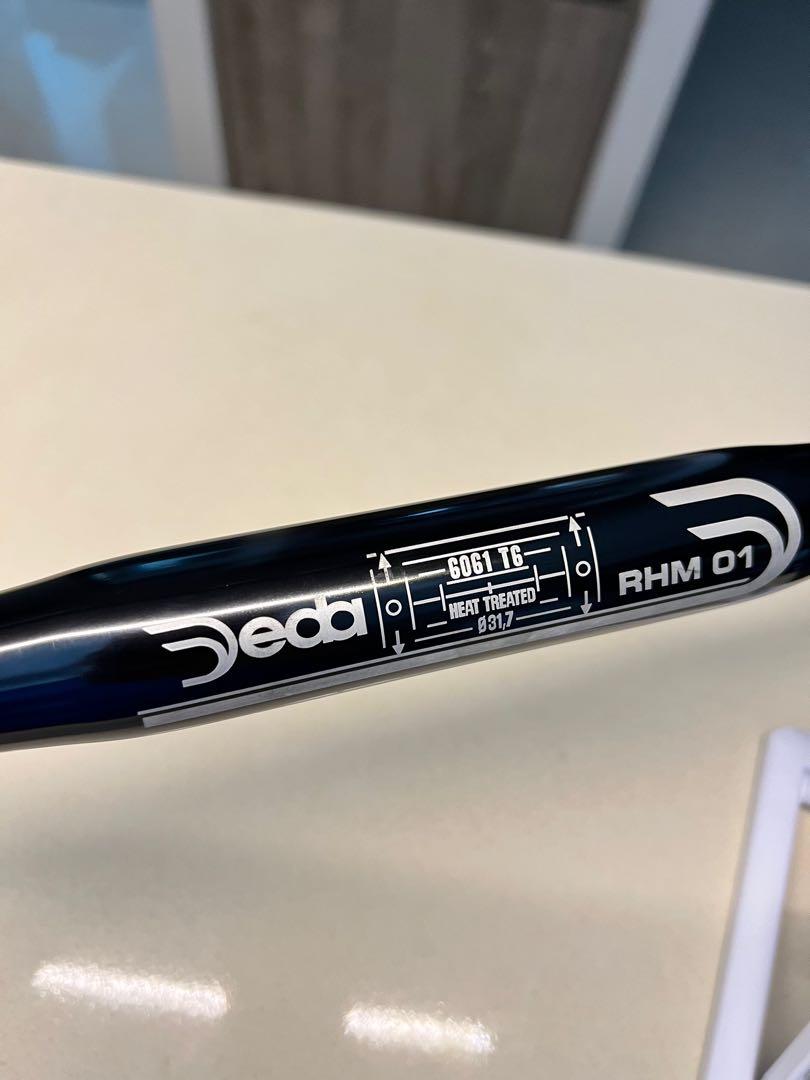 Deda
6061 T6
HEAT TREATED
Ø31,7
RHM 01